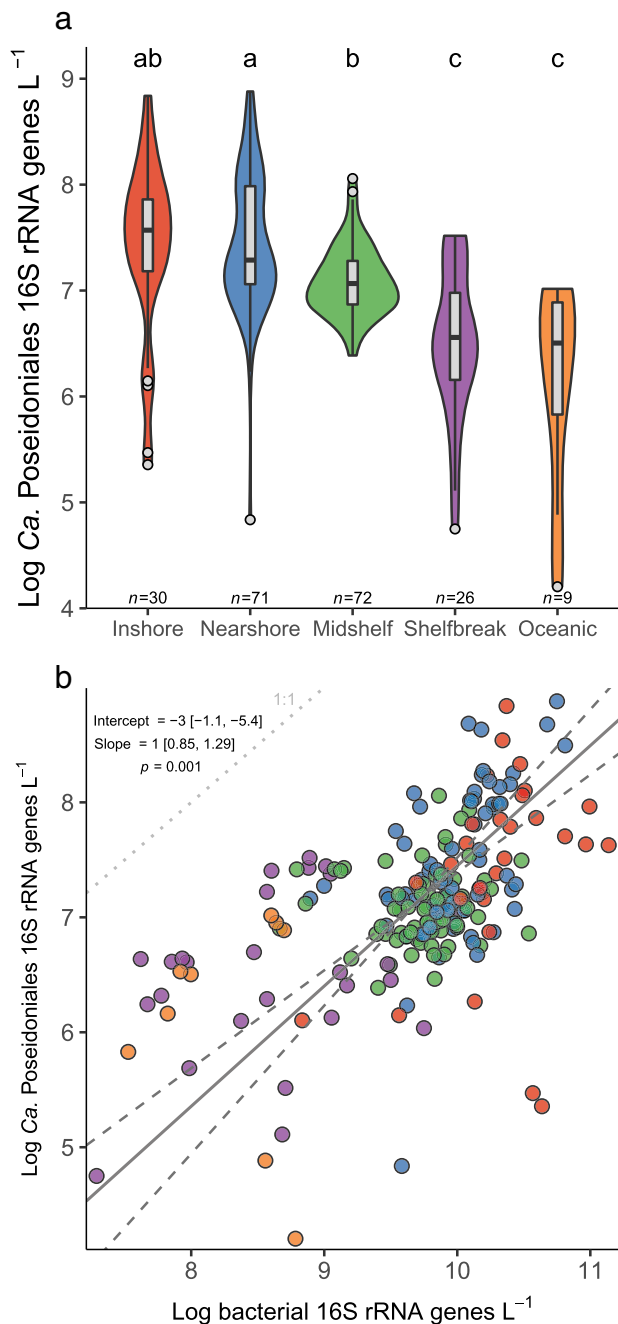 a
ab a b c c
Log Ca. Poseidoniales 16S rRNA genes L⁻¹
9
8
7
6
5
4
n=30 n=71 n=72 n=26 n=9
Inshore Nearshore Midshelf Shelfbreak Oceanic
b
1:1
Intercept = −3 [−1.1, −5.4]
Slope = 1 [0.85, 1.29]
p = 0.001
Log Ca. Poseidoniales 16S rRNA genes L⁻¹
8
7
6
5
8 9 10 11
Log bacterial 16S rRNA genes L⁻¹